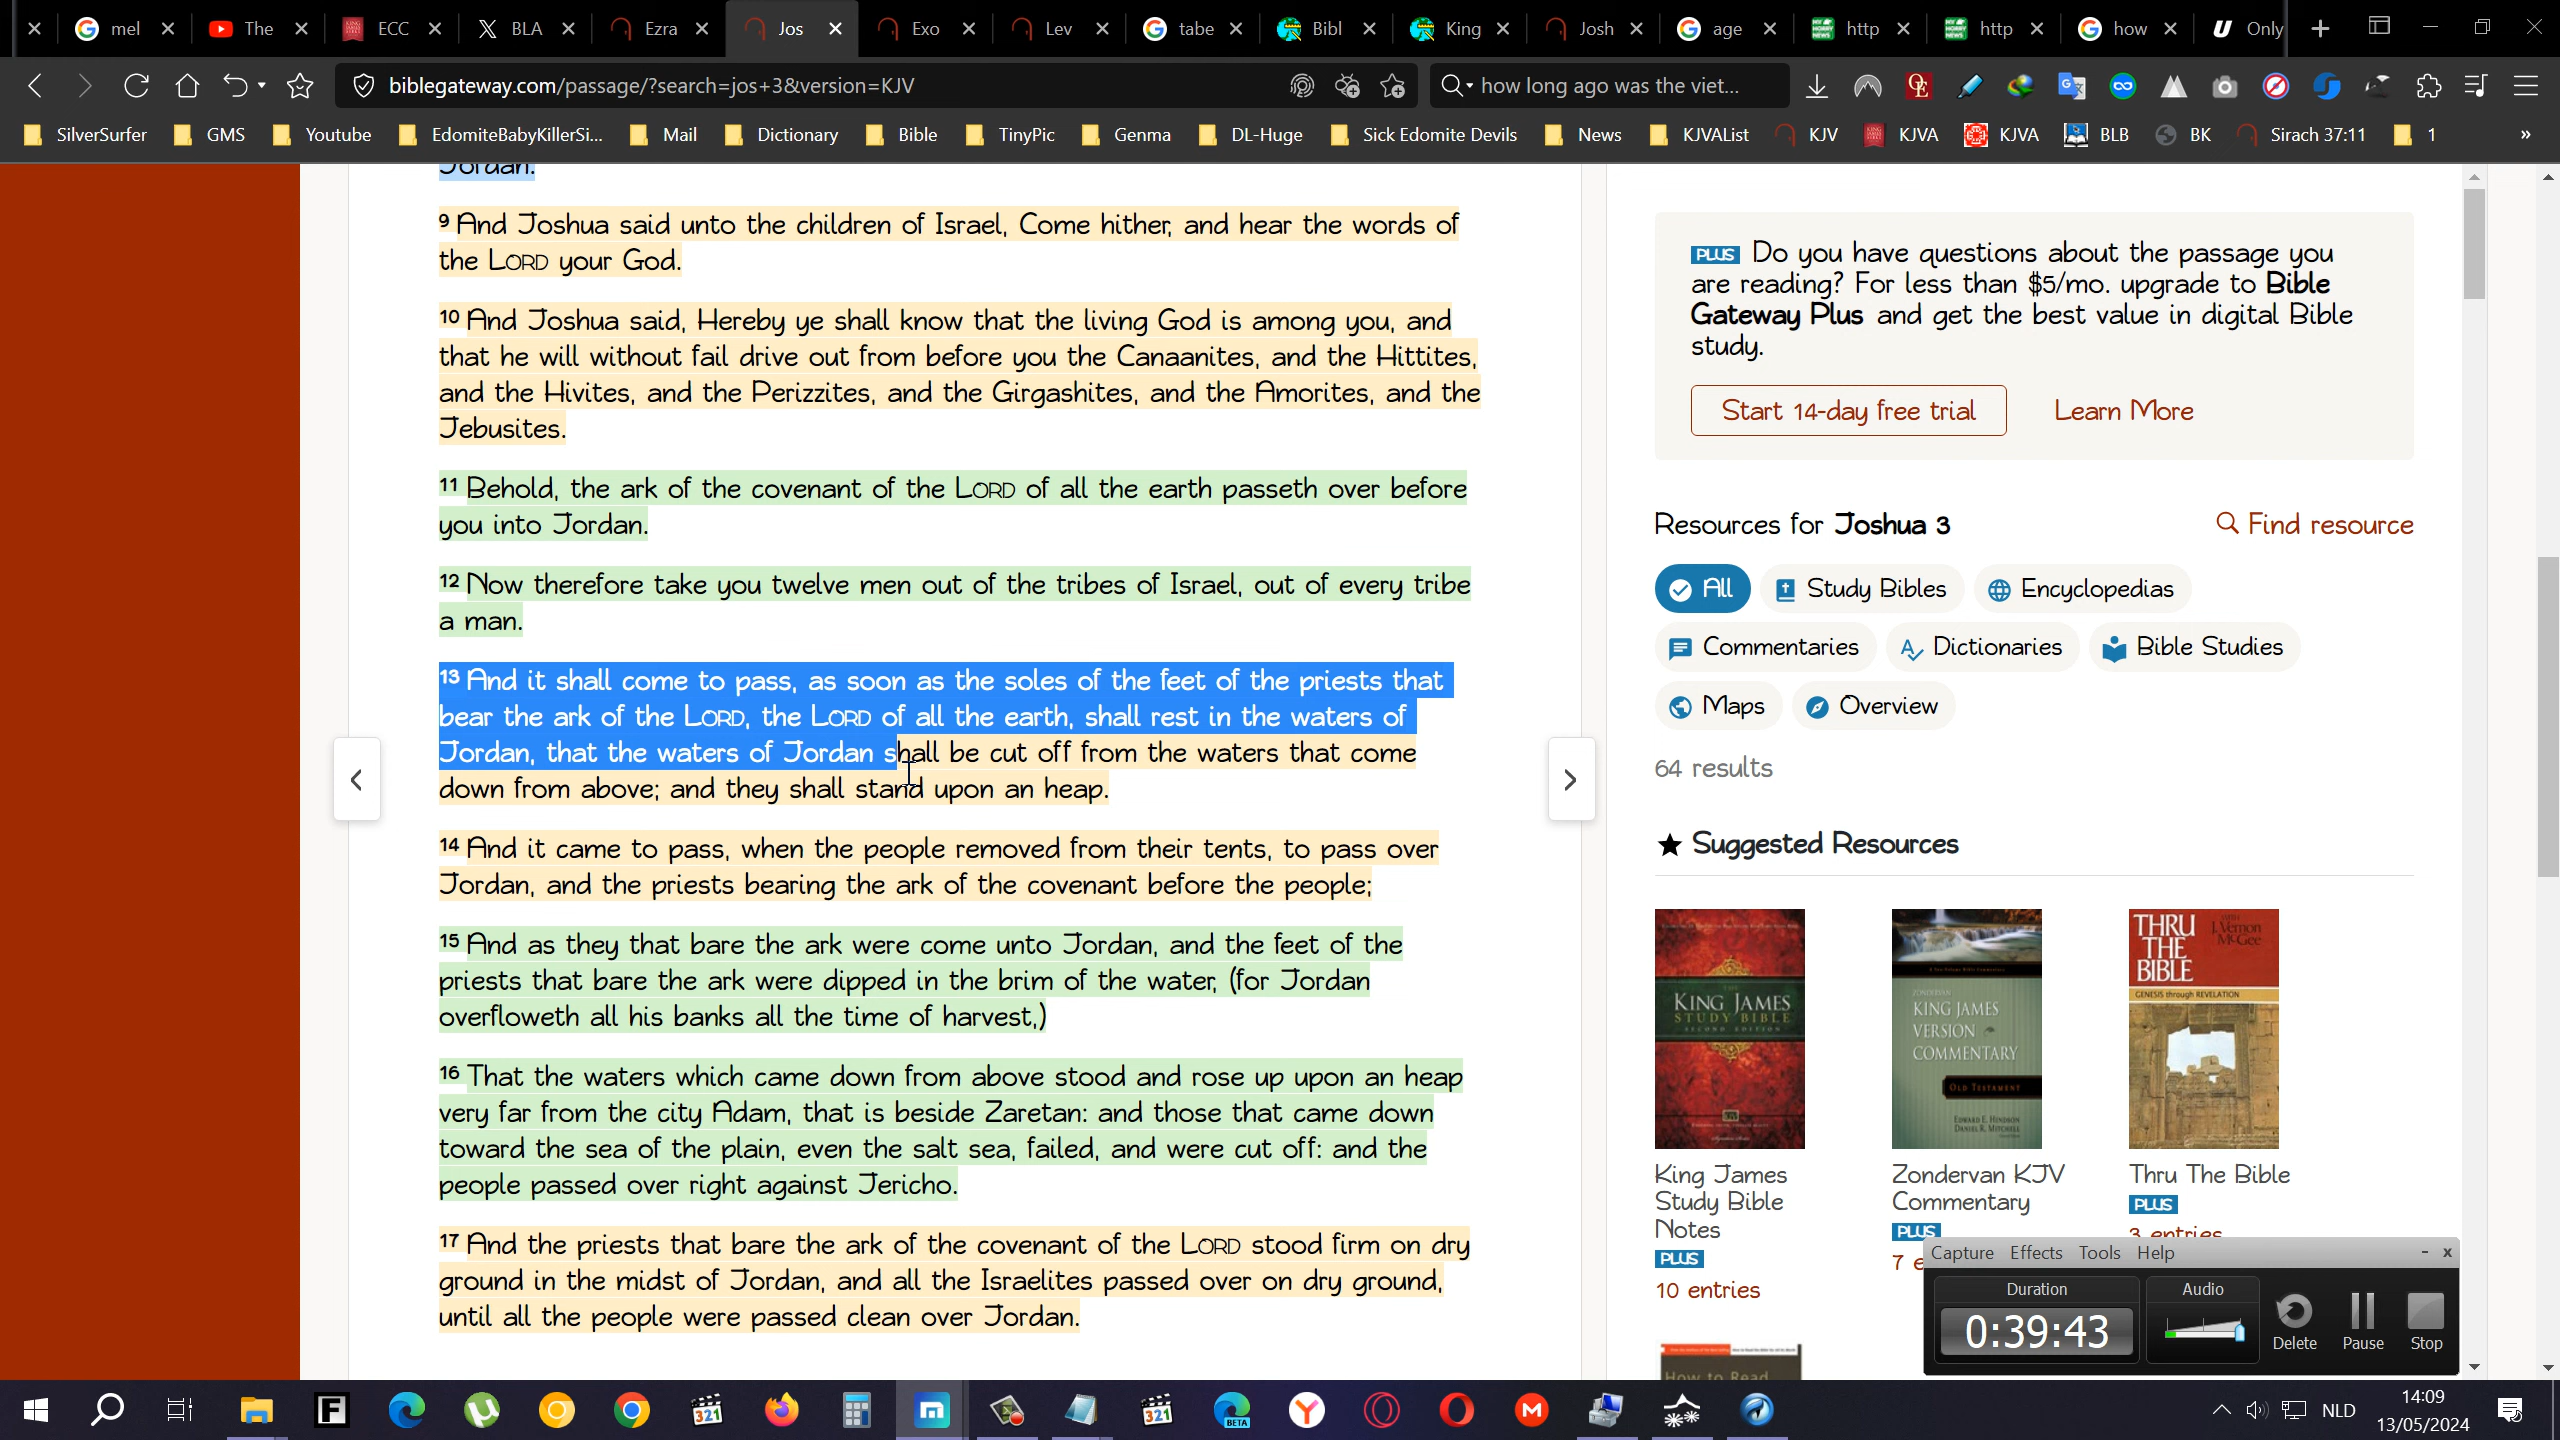 mel
The
ECC
BLA
Ezra
Jos
Exo
Lev
tabe
Bibl
King
Josh
age
http
http
how
Only
biblegateway.com/passage/?search=jos+3&version=KJV
how long ago was the viet...
SilverSurfer
GMS
Youtube
EdomiteBabyKillerSi...
Mail
Dictionary
Bible
TinyPic
Genma
DL-Huge
Sick Edomite Devils
News
KJVAList
KJV
KJVA
KJVA
BLB
BK
Sirach 37:11
1
Jordan.
9 And Joshua said unto the children of Israel, Come hither, and hear the words of
the LORD your God.
10 And Joshua said, Hereby ye shall know that the living God is among you, and
that he will without fail drive out from before you the Canaanites, and the Hittites,
and the Hivites, and the Perizzites, and the Girgashites, and the Amorites, and the
Jebusites.
11 Behold, the ark of the covenant of the LORD of all the earth passeth over before
you into Jordan.
12 Now therefore take you twelve men out of the tribes of Israel, out of every tribe
a man.
13 And it shall come to pass, as soon as the soles of the feet of the priests that
bear the ark of the LORD, the LORD of all the earth, shall rest in the waters of
Jordan, that the waters of Jordan shall be cut off from the waters that come
down from above; and they shall stand upon an heap.
14 And it came to pass, when the people removed from their tents, to pass over
Jordan, and the priests bearing the ark of the covenant before the people;
15 And as they that bare the ark were come unto Jordan, and the feet of the
priests that bare the ark were dipped in the brim of the water, (for Jordan
overfloweth all his banks all the time of harvest,)
16 That the waters which came down from above stood and rose up upon an heap
very far from the city Adam, that is beside Zaretan: and those that came down
toward the sea of the plain, even the salt sea, failed, and were cut off: and the
people passed over right against Jericho.
17 And the priests that bare the ark of the covenant of the LORD stood firm on dry
ground in the midst of Jordan, and all the Israelites passed over on dry ground,
until all the people were passed clean over Jordan.
PLUS Do you have questions about the passage you
are reading? For less than $5/mo. upgrade to Bible
Gateway Plus and get the best value in digital Bible
study.
Start 14-day free trial
Learn More
Resources for Joshua 3
Find resource
All
Study Bibles
Encyclopedias
Commentaries
Dictionaries
Bible Studies
Maps
Overview
64 results
Suggested Resources
KING JAMES
STUDY BIBLE
SECOND EDITION
ZONDERVAN
KING JAMES
VERSION
COMMENTARY
OLD TESTAMENT
EDWARD E. HINDSON
DANIEL R. MITCHELL
THRU
THE
BIBLE
WITH
J. Vernon
McGee
GENESIS through REVELATION
King James
Study Bible
Notes
PLUS
10 entries
Zondervan KJV
Commentary
PLUS
7 e
Thru The Bible
PLUS
3 entries
How to Read
Capture
Effects
Tools
Help
Duration
0:39:43
Audio
Delete
Pause
Stop
321
321
BETA
NLD
14:09
13/05/2024